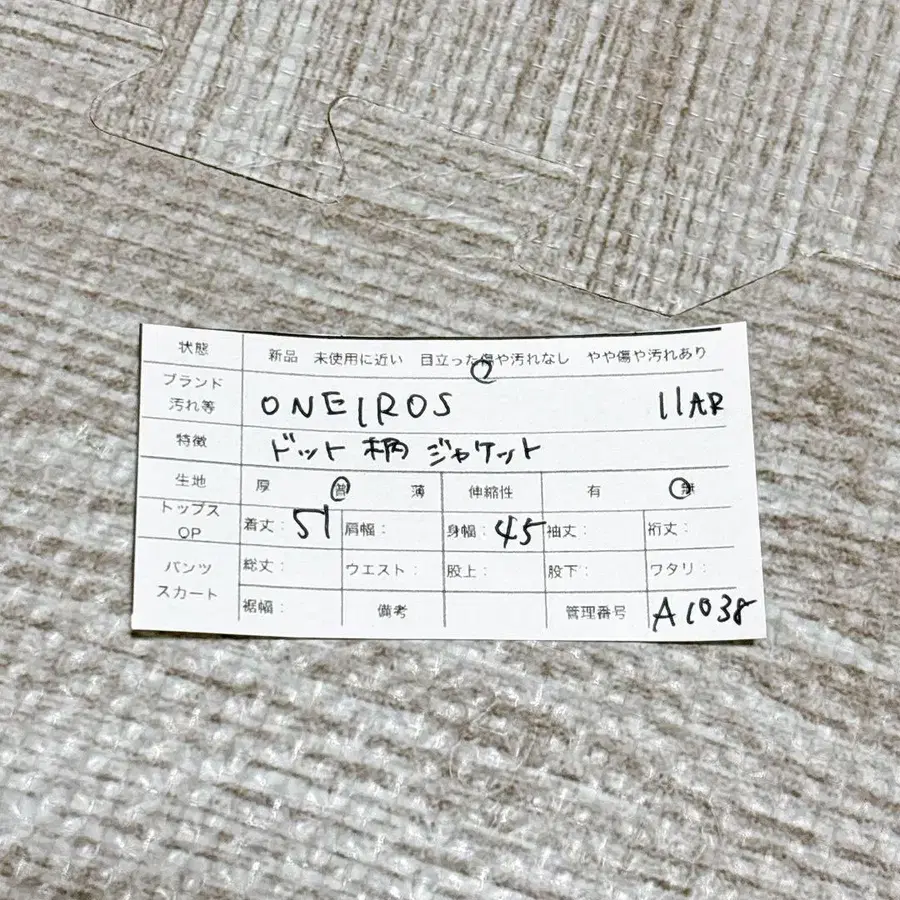 状態 新品 未使用に近い 目立った傷や汚れなし やや傷や汚れあり
ブランド
汚れ等 ONEIROS 11AR
特徴 ドット柄 ジャケット
生地 厚 普 薄 伸縮性 有 無
トップス
OP 着丈: 51 肩幅: 身幅: 45 袖丈: 裄丈:
パンツ
スカート 総丈: ウエスト: 股上: 股下: ワタリ:
裾幅: 備考 管理番号 A1038